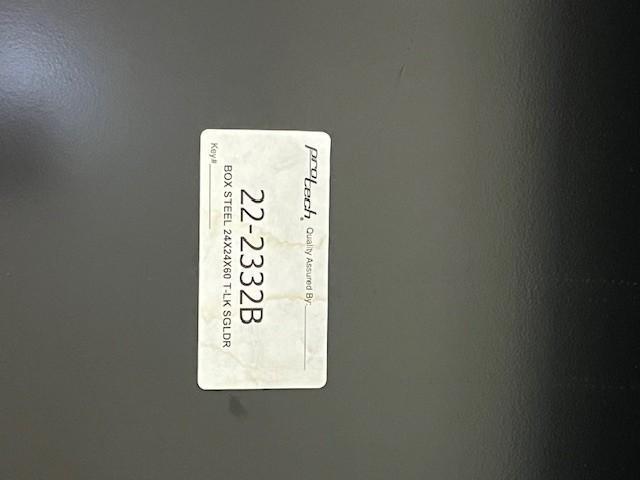 protech® Quality Assured By:
22-2332B
BOX STEEL 24X24X60 T-LK SGLDR
Key#